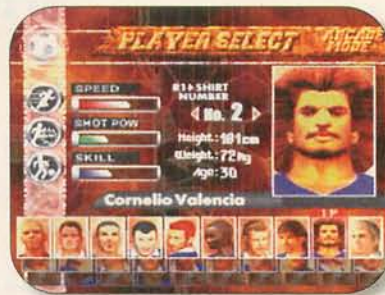 PLAYER SELECT
ARCADE MODE
SPEED
SHOT POW
SKILL
R1▶SHIRT
NUMBER
◁ No. 2 ▷
Height: 181cm
Weight: 72kg
Age: 30
Cornelio Valencia
1P